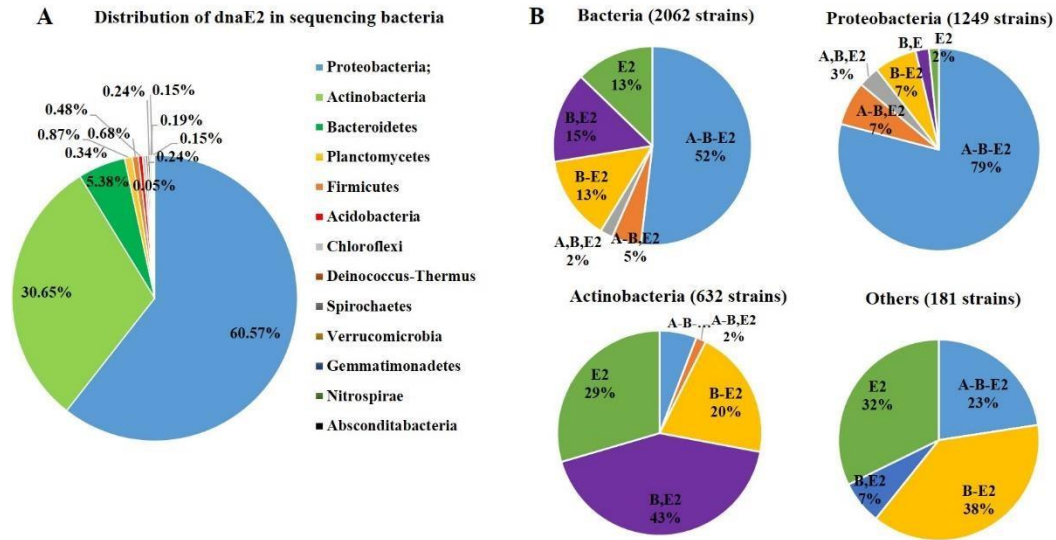 A
Distribution of dnaE2 in sequencing bacteria
0.24%
0.15%
0.48%
0.19%
0.87%
0.68%
0.15%
0.34%
0.24%
5.38%
0.05%
30.65%
60.57%
Proteobacteria;
Actinobacteria
Bacteroidetes
Planctomycetes
Firmicutes
Acidobacteria
Chloroflexi
Deinococcus-Thermus
Spirochaetes
Verrucomicrobia
Gemmatimonadetes
Nitrospirae
Absconditabacteria
B
Bacteria (2062 strains)
E2
13%
B,E2
15%
A-B-E2
52%
B-E2
13%
A,B,E2
2%
A-B,E2
5%
Proteobacteria (1249 strains)
B,E
E2
2%
A,B,E2
3%
B-E2
7%
A-B,E2
7%
A-B-E2
79%
Actinobacteria (632 strains)
A-B-...
A-B,E2
2%
E2
29%
B-E2
20%
B,E2
43%
Others (181 strains)
E2
32%
A-B-E2
23%
B,E2
7%
B-E2
38%